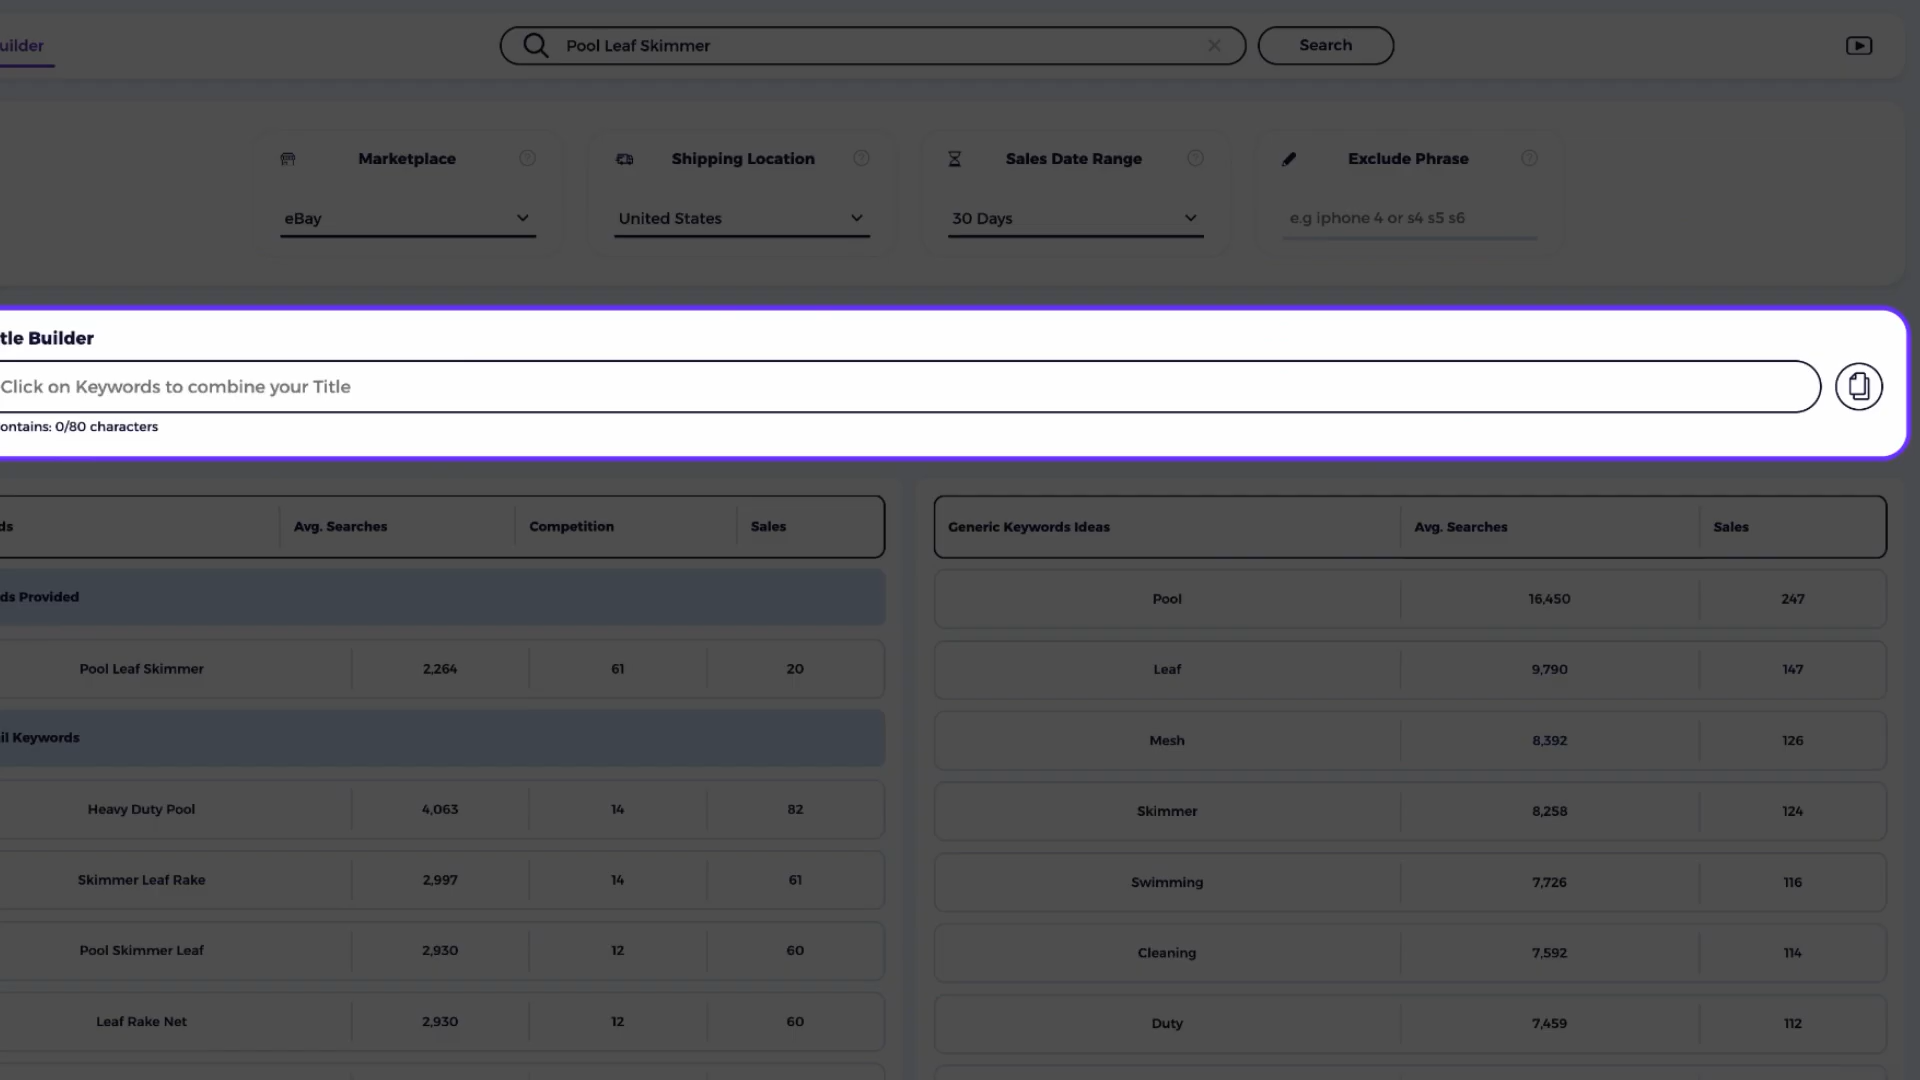 uilder
Pool Leaf Skimmer
Search
Marketplace
Shipping Location
Sales Date Range
Exclude Phrase
eBay
United States
30 Days
e.g iphone 4 or s4 s5 s6
tle Builder
Click on Keywords to combine your Title
ontains: 0/80 characters
ds Avg. Searches Competition Sales
Generic Keywords Ideas Avg. Searches Sales
ds Provided
Pool 16,450 247
Pool Leaf Skimmer 2,264 61 20
Leaf 9,790 147
il Keywords
Mesh 8,392 126
Heavy Duty Pool 4,063 14 82
Skimmer 8,258 124
Skimmer Leaf Rake 2,997 14 61
Swimming 7,726 116
Pool Skimmer Leaf 2,930 12 60
Cleaning 7,592 114
Leaf Rake Net 2,930 12 60
Duty 7,459 112